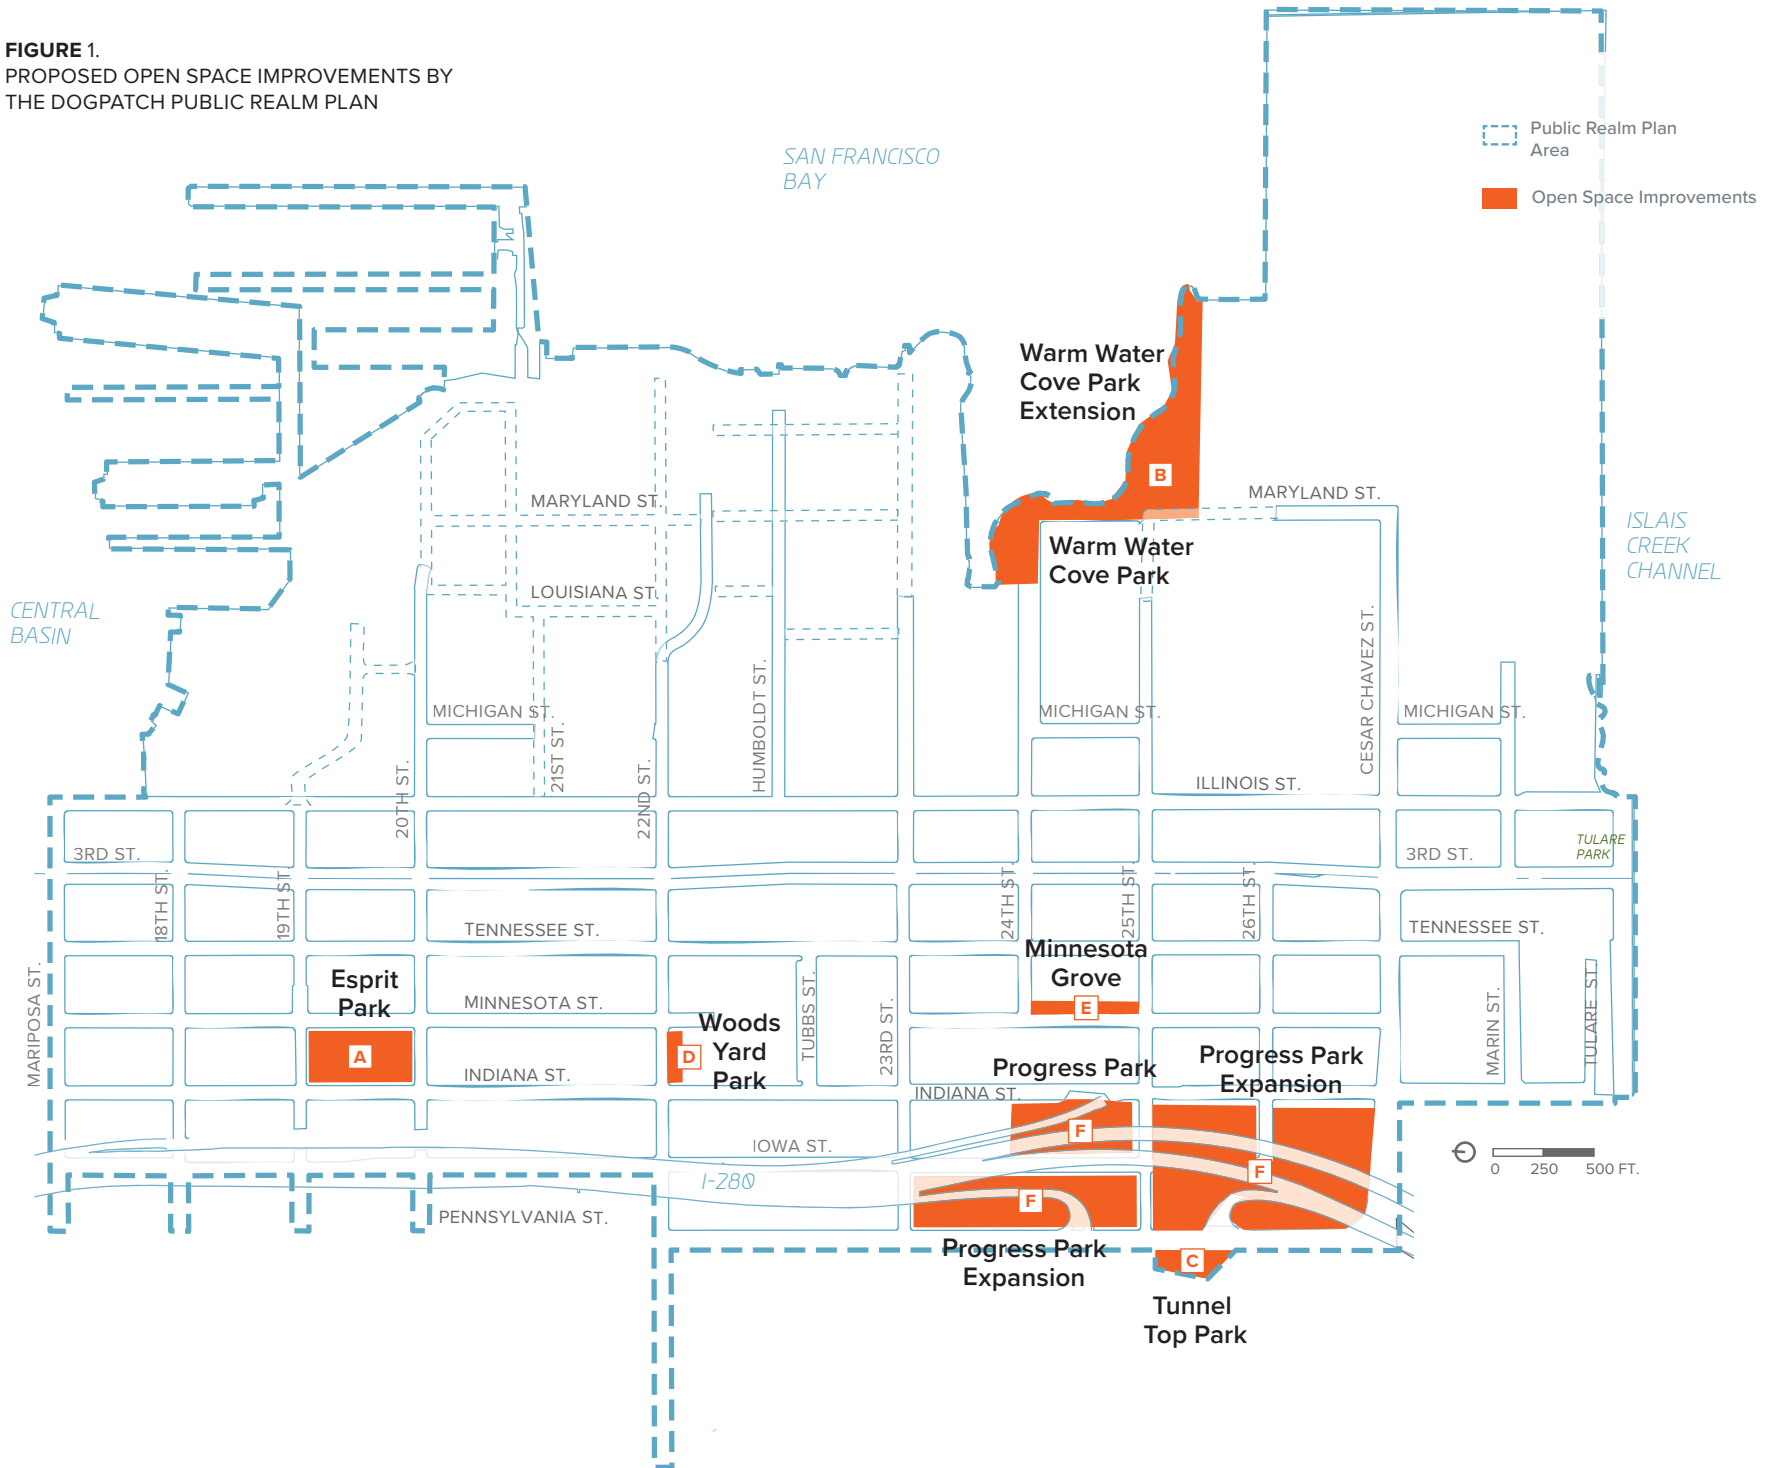 FIGURE 1.
PROPOSED OPEN SPACE IMPROVEMENTS BY
THE DOGPATCH PUBLIC REALM PLAN
Public Realm Plan
Area
Open Space Improvements
SAN FRANCISCO
BAY
Warm Water
Cove Park
Extension
B
MARYLAND ST.
MARYLAND ST.
ISLAIS
CREEK
CHANNEL
Warm Water
Cove Park
LOUISIANA ST.
CENTRAL
BASIN
CESAR CHAVEZ ST.
HUMBOLDT ST.
MICHIGAN ST.
MICHIGAN ST.
MICHIGAN ST.
21ST ST.
20TH ST.
22ND ST.
ILLINOIS ST.
3RD ST.
3RD ST.
TULARE
PARK
18TH ST.
19TH ST.
24TH ST.
25TH ST.
26TH ST.
TENNESSEE ST.
TENNESSEE ST.
Minnesota
Grove
E
Esprit
Park
A
MARIPOSA ST.
MINNESOTA ST.
Woods
Yard
Park
D
TUBBS ST.
23RD ST.
MARIN ST.
TULARE ST.
INDIANA ST.
Progress Park
Progress Park
Expansion
INDIANA ST.
F
IOWA ST.
F
I-280
F
PENNSYLVANIA ST.
0 250 500 FT.
Progress Park
Expansion
C
Tunnel
Top Park